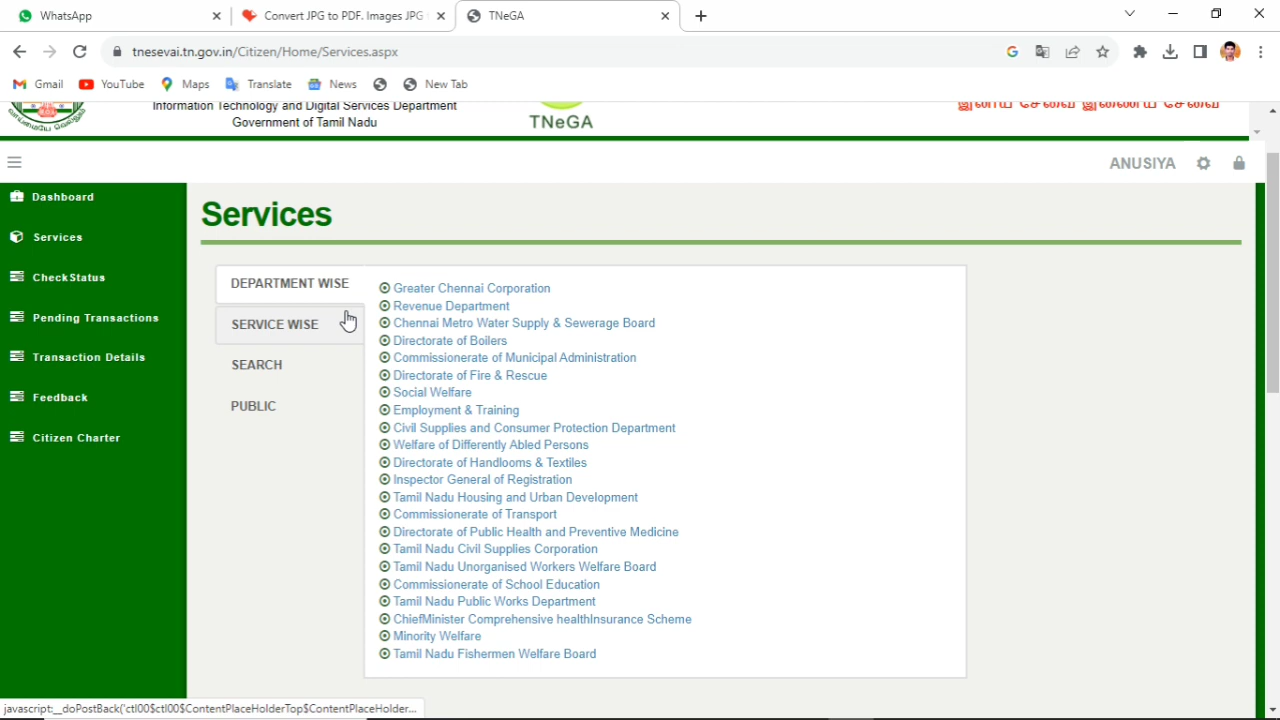 WhatsApp
Convert JPG to PDF. Images JPG
TNeGA
tnesevai.tn.gov.in/Citizen/Home/Services.aspx
Gmail YouTube Maps Translate News New Tab
Information Technology and Digital Services Department
Government of Tamil Nadu
TNeGA
ANUSIYA
Dashboard
Services
CheckStatus
Pending Transactions
Transaction Details
Feedback
Citizen Charter
Services
DEPARTMENT WISE
SERVICE WISE
SEARCH
PUBLIC
Greater Chennai Corporation
Revenue Department
Chennai Metro Water Supply & Sewerage Board
Directorate of Boilers
Commissionerate of Municipal Administration
Directorate of Fire & Rescue
Social Welfare
Employment & Training
Civil Supplies and Consumer Protection Department
Welfare of Differently Abled Persons
Directorate of Handlooms & Textiles
Inspector General of Registration
Tamil Nadu Housing and Urban Development
Commissionerate of Transport
Directorate of Public Health and Preventive Medicine
Tamil Nadu Civil Supplies Corporation
Tamil Nadu Unorganised Workers Welfare Board
Commissionerate of School Education
Tamil Nadu Public Works Department
ChiefMinister Comprehensive healthInsurance Scheme
Minority Welfare
Tamil Nadu Fishermen Welfare Board
javascript:__doPostBack('ctl00$ctl00$ContentPlaceHolderTop$ContentPlaceHolder...